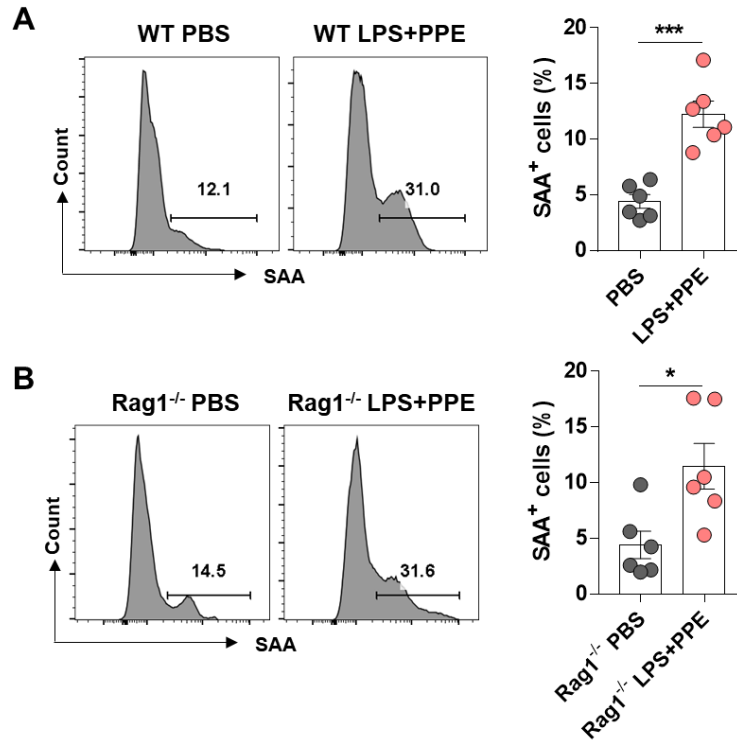 A
WT PBS
WT LPS+PPE
Count
12.1
31.0
SAA
SAA⁺ cells (%)
20
15
10
5
0
***
PBS
LPS+PPE
B
Rag1⁻/⁻ PBS
Rag1⁻/⁻ LPS+PPE
Count
14.5
31.6
SAA
SAA⁺ cells (%)
20
15
10
5
0
*
Rag1⁻/⁻ PBS
Rag1⁻/⁻ LPS+PPE